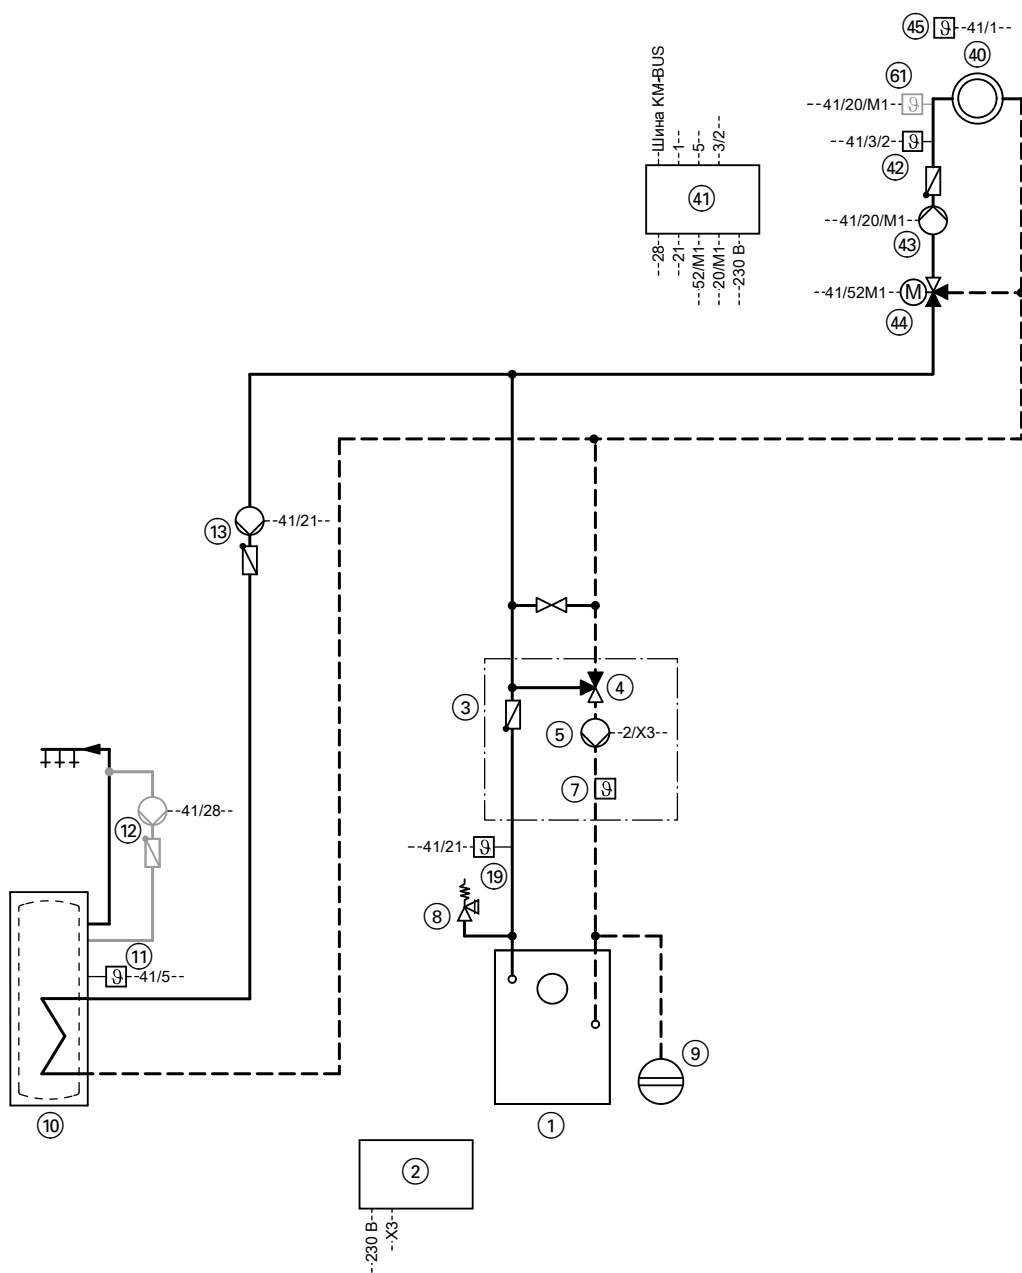 45 ϑ --41/1--
40
61
--41/20/M1-- ϑ
--41/3/2-- ϑ
42
--41/20/M1--
43
--41/52M1-- M
44
--Шина KM-BUS
--1--
--5--
--3/2--
41
--28--
--21--
--52/M1--
--20/M1--
--230 В--
13 --41/21--
3
4
5 --2/X3--
7 ϑ
12 --41/28--
--41/21-- ϑ
19
8
11
ϑ --41/5--
9
10
1
2
--230 В--
--X3--